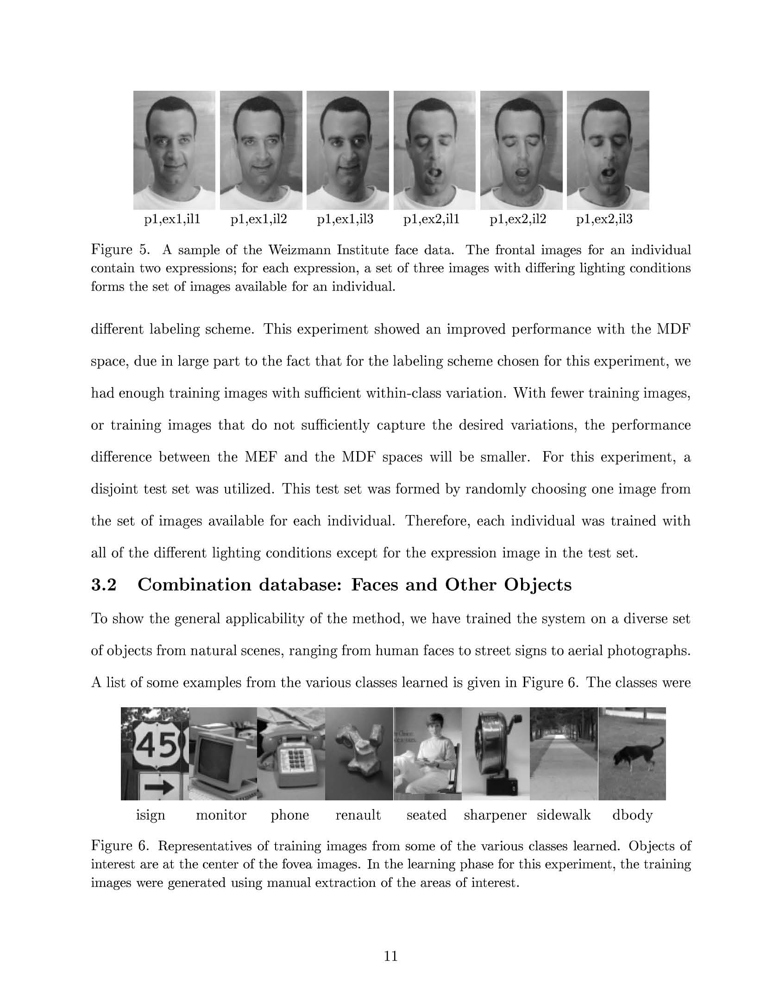 p1,ex1,il1 p1,ex1,il2 p1,ex1,il3 p1,ex2,il1 p1,ex2,il2 p1,ex2,il3
Figure 5. A sample of the Weizmann Institute face data. The frontal images for an individual
contain two expressions; for each expression, a set of three images with differing lighting conditions
forms the set of images available for an individual.
different labeling scheme. This experiment showed an improved performance with the MDF
space, due in large part to the fact that for the labeling scheme chosen for this experiment, we
had enough training images with sufficient within-class variation. With fewer training images,
or training images that do not sufficiently capture the desired variations, the performance
difference between the MEF and the MDF spaces will be smaller. For this experiment, a
disjoint test set was utilized. This test set was formed by randomly choosing one image from
the set of images available for each individual. Therefore, each individual was trained with
all of the different lighting conditions except for the expression image in the test set.
3.2 Combination database: Faces and Other Objects
To show the general applicability of the method, we have trained the system on a diverse set
of objects from natural scenes, ranging from human faces to street signs to aerial photographs.
A list of some examples from the various classes learned is given in Figure 6. The classes were
45
isign monitor phone renault seated sharpener sidewalk dbody
Figure 6. Representatives of training images from some of the various classes learned. Objects of
interest are at the center of the fovea images. In the learning phase for this experiment, the training
images were generated using manual extraction of the areas of interest.
11